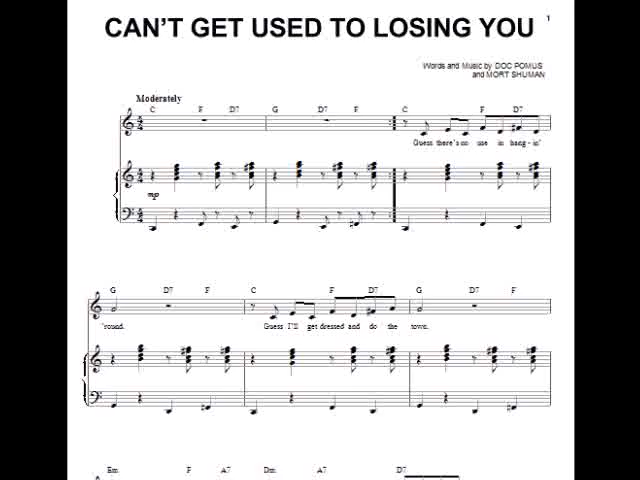 CAN'T GET USED TO LOSING YOU
1
Words and Music by DOC POMUS
and MORT SHUMAN
Moderately
C F D7 G D7 F C F D7
4 4
Guess there's no use in hang - in'
mp
G D7 F C F D7 G D7 F
'round. Guess I'll get dressed and do the town.
Em F A7 Dm A7 D7